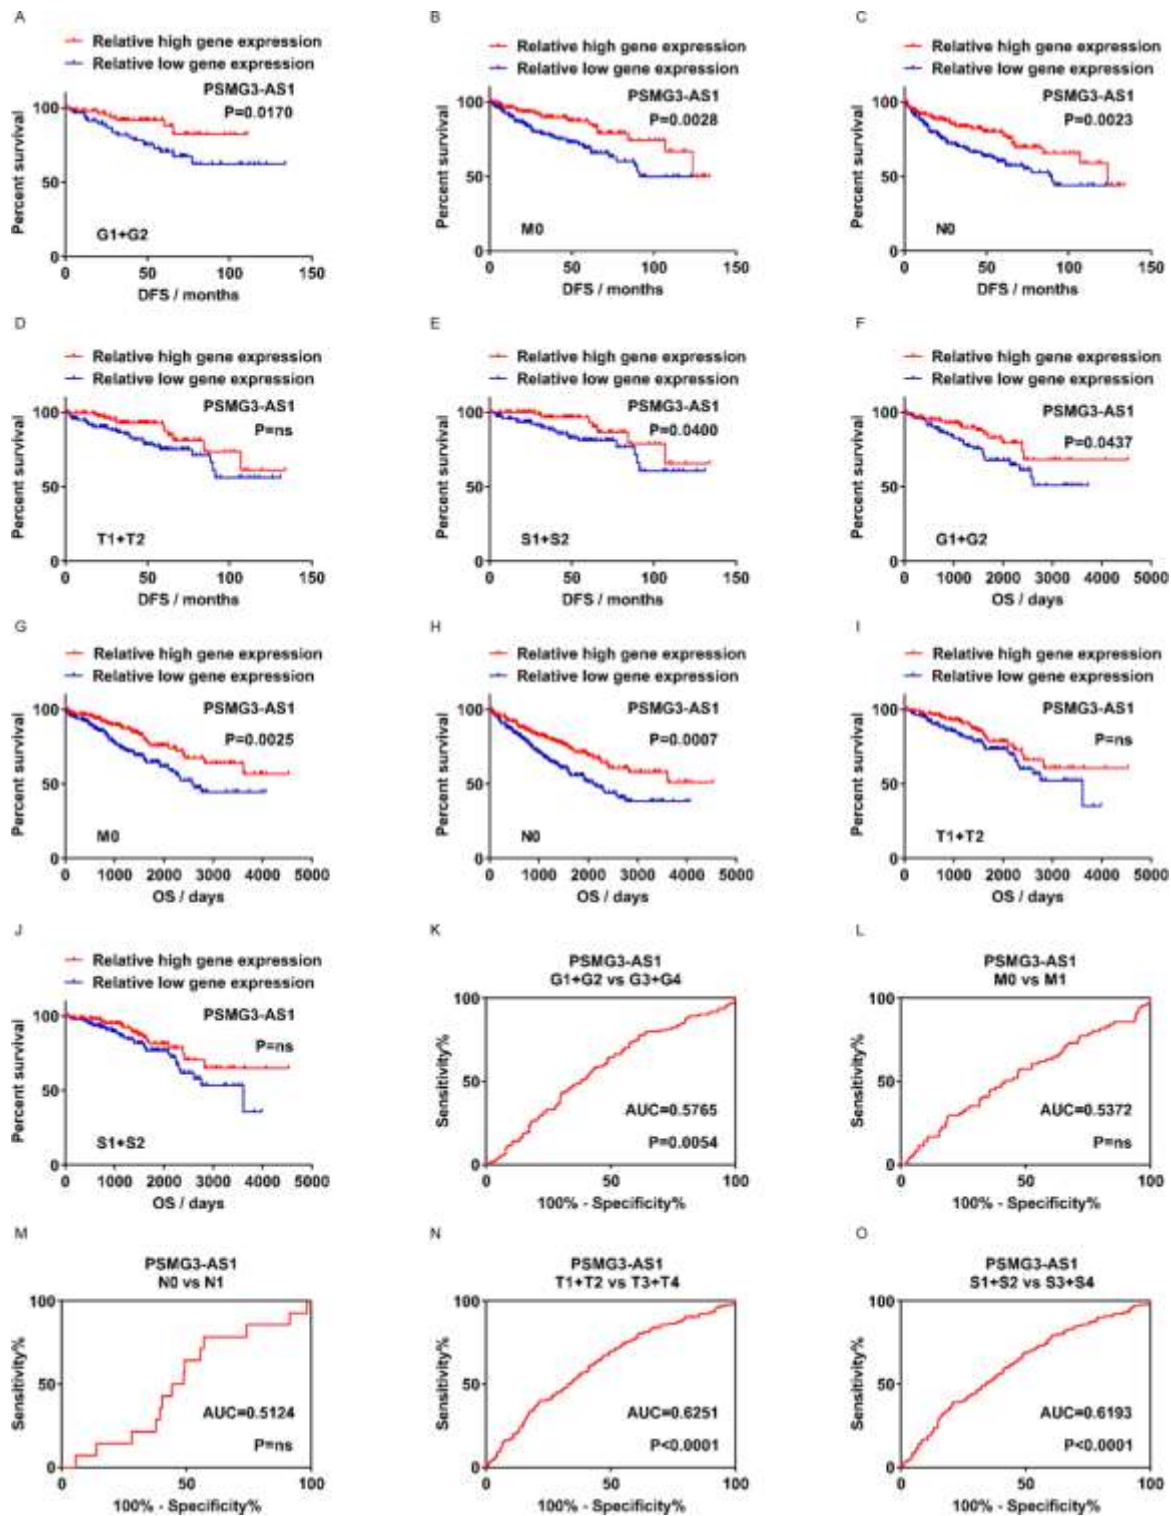 A
Relative high gene expression
Relative low gene expression
PSMG3-AS1
P=0.0170
G1+G2
Percent survival
100
50
0
0 50 100 150
DFS / months
B
Relative high gene expression
Relative low gene expression
PSMG3-AS1
P=0.0028
M0
Percent survival
100
50
0
0 50 100 150
DFS / months
C
Relative high gene expression
Relative low gene expression
PSMG3-AS1
P=0.0023
N0
Percent survival
100
50
0
0 50 100 150
DFS / months
D
Relative high gene expression
Relative low gene expression
PSMG3-AS1
P=ns
T1+T2
Percent survival
100
50
0
0 50 100 150
DFS / months
E
Relative high gene expression
Relative low gene expression
PSMG3-AS1
P=0.0400
S1+S2
Percent survival
100
50
0
0 50 100 150
DFS / months
F
Relative high gene expression
Relative low gene expression
PSMG3-AS1
P=0.0437
G1+G2
Percent survival
100
50
0
0 1000 2000 3000 4000 5000
OS / days
G
Relative high gene expression
Relative low gene expression
PSMG3-AS1
P=0.0025
M0
Percent survival
100
50
0
0 1000 2000 3000 4000 5000
OS / days
H
Relative high gene expression
Relative low gene expression
PSMG3-AS1
P=0.0007
N0
Percent survival
100
50
0
0 1000 2000 3000 4000 5000
OS / days
I
Relative high gene expression
Relative low gene expression
PSMG3-AS1
P=ns
T1+T2
Percent survival
100
50
0
0 1000 2000 3000 4000 5000
OS / days
J
Relative high gene expression
Relative low gene expression
PSMG3-AS1
P=ns
S1+S2
Percent survival
100
50
0
0 1000 2000 3000 4000 5000
OS / days
K
PSMG3-AS1
G1+G2 vs G3+G4
Sensitivity%
100
50
0
AUC=0.5765
P=0.0054
0 50 100
100% - Specificity%
L
PSMG3-AS1
M0 vs M1
Sensitivity%
100
50
0
AUC=0.5372
P=ns
0 50 100
100% - Specificity%
M
PSMG3-AS1
N0 vs N1
Sensitivity%
100
50
0
AUC=0.5124
P=ns
0 50 100
100% - Specificity%
N
PSMG3-AS1
T1+T2 vs T3+T4
Sensitivity%
100
50
0
AUC=0.6251
P<0.0001
0 50 100
100% - Specificity%
O
PSMG3-AS1
S1+S2 vs S3+S4
Sensitivity%
100
50
0
AUC=0.6193
P<0.0001
0 50 100
100% - Specificity%